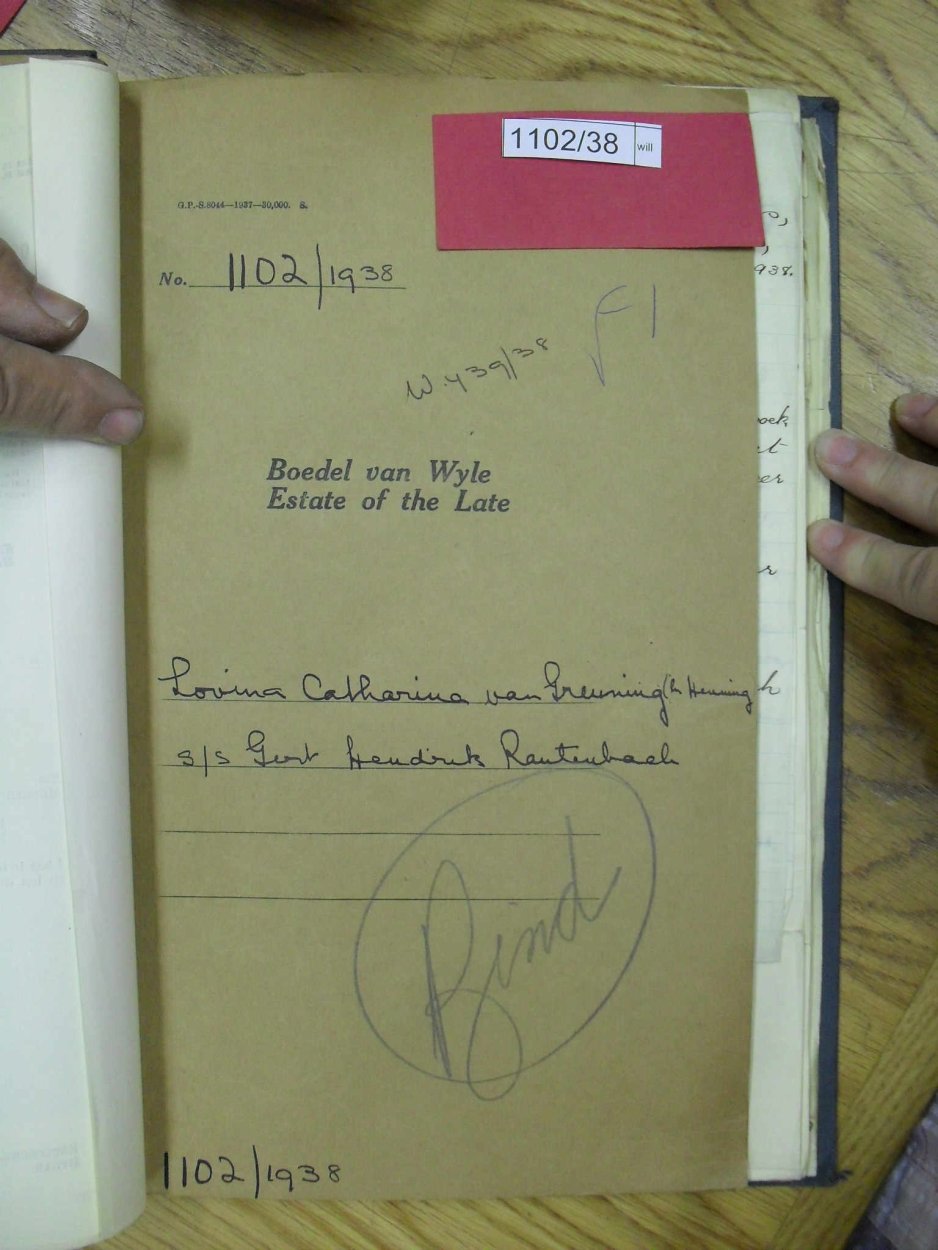 1102/38 will
G.P.-S.8044—1937—30,000. S.
No. 1102/1938
F1
W.439/38
Boedel van Wyle
Estate of the Late
Lovina Catharina van Greuning
s/s Gert Hendrik Rautenbach
Bind
1102/1938
938.